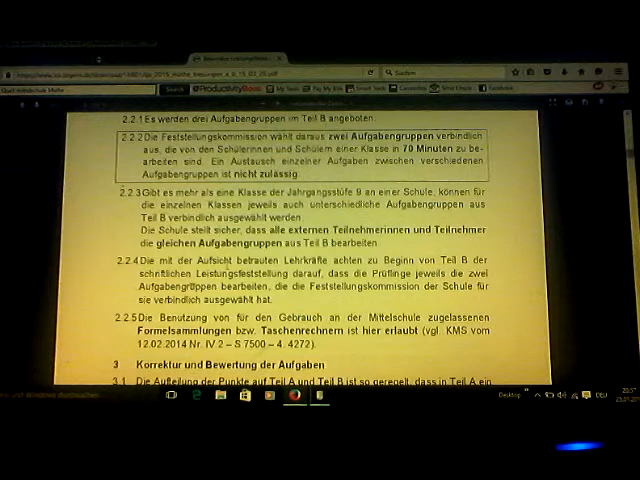 Suchen
Search
ProductivityBoss
Facebook
2.2.1 Es werden drei Aufgabengruppen im Teil B angeboten.
2.2.2 Die Feststellungskommission wählt daraus zwei Aufgabengruppen verbindlich
aus, die von den Schülerinnen und Schülern einer Klasse in 70 Minuten zu be-
arbeiten sind. Ein Austausch einzelner Aufgaben zwischen verschiedenen
Aufgabengruppen ist nicht zulässig.
2.2.3 Gibt es mehr als eine Klasse der Jahrgangsstufe 9 an einer Schule, können für
die einzelnen Klassen jeweils auch unterschiedliche Aufgabengruppen aus
Teil B verbindlich ausgewählt werden.
Die Schule stellt sicher, dass alle externen Teilnehmerinnen und Teilnehmer
die gleichen Aufgabengruppen aus Teil B bearbeiten.
2.2.4 Die mit der Aufsicht betrauten Lehrkräfte achten zu Beginn von Teil B der
schriftlichen Leistungsfeststellung darauf, dass die Prüflinge jeweils die zwei
Aufgabengruppen bearbeiten, die die Feststellungskommission der Schule für
sie verbindlich ausgewählt hat.
2.2.5 Die Benutzung von für den Gebrauch an der Mittelschule zugelassenen
Formelsammlungen bzw. Taschenrechnern ist hier erlaubt (vgl. KMS vom
12.02.2014 Nr. IV.2 – S 7500 – 4. 4272).
3 Korrektur und Bewertung der Aufgaben
3.1 Die Aufteilung der Punkte auf Teil A und Teil B ist so geregelt, dass in Teil A ein
Desktop
DEU